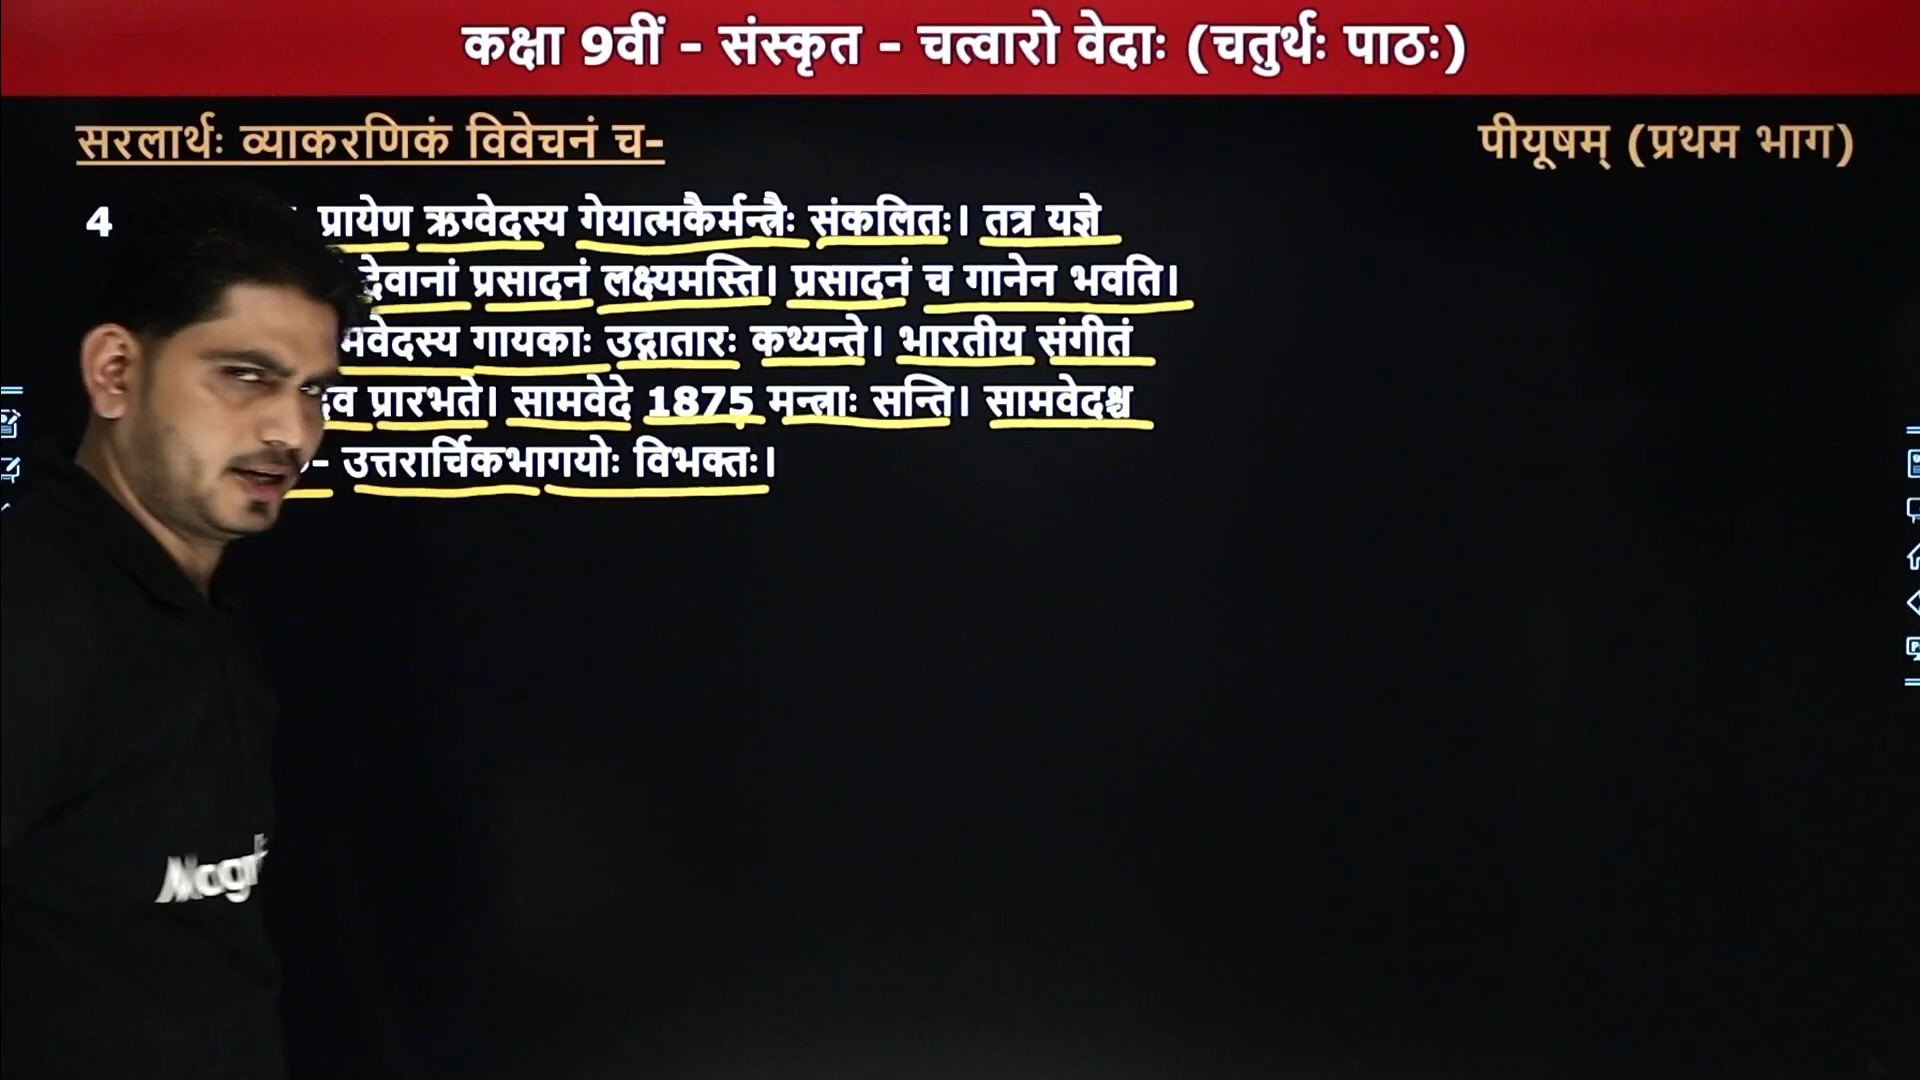 कक्षा 9वीं - संस्कृत - चत्वारो वेदाः (चतुर्थः पाठः)
सरलार्थः व्याकरणिकं विवेचनं च-
पीयूषम् (प्रथम भाग)
4 प्रायेण ऋग्वेदस्य गेयात्मकैर्मन्त्रैः संकलितः। तत्र यज्ञे
देवानां प्रसादनं लक्ष्यमस्ति। प्रसादनं च गानेन भवति।
गायकाः उद्गातारः कथ्यन्ते। भारतीय संगीतं
प्रारभते। सामवेदे 1875 मन्त्राः सन्ति। सामवेदश्च
- उत्तरार्चिकभागयोः विभक्तः।